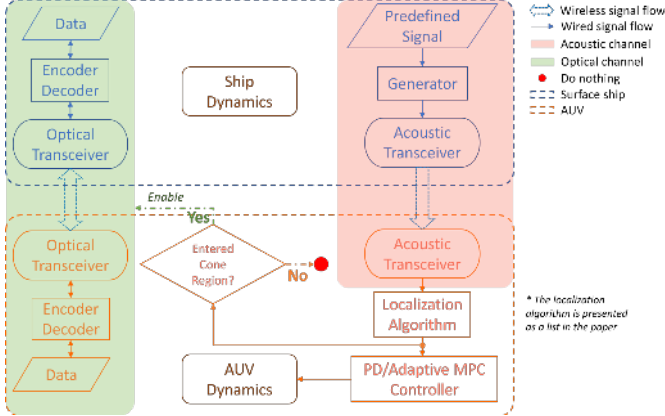 Data
Encoder
Decoder
Optical
Transceiver
Ship
Dynamics
Predefined
Signal
Generator
Acoustic
Transceiver
Wireless signal flow
Wired signal flow
Acoustic channel
Optical channel
Do nothing
Surface ship
AUV
Enable
Yes
Optical
Transceiver
Entered
Cone
Region?
No
Acoustic
Transceiver
Encoder
Decoder
Localization
Algorithm
* The localization
algorithm is presented
as a list in the paper
Data
AUV
Dynamics
PD/Adaptive MPC
Controller